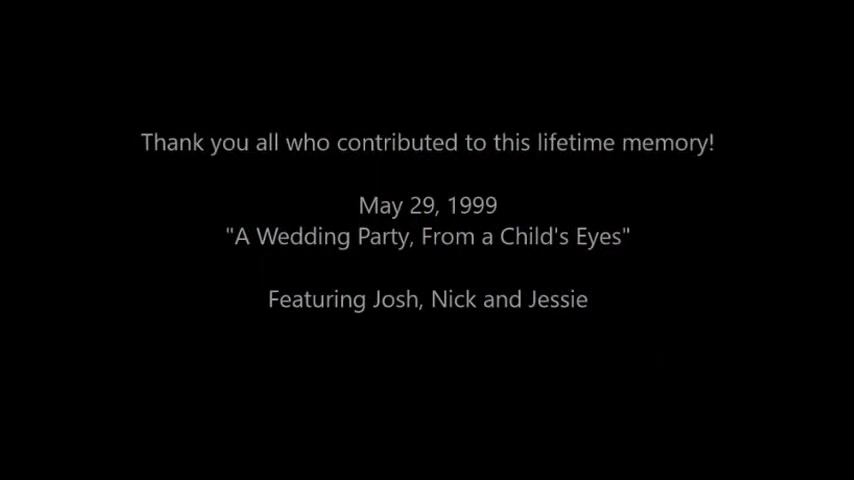 Thank you all who contributed to this lifetime memory!
May 29, 1999
"A Wedding Party, From a Child's Eyes"
Featuring Josh, Nick and Jessie